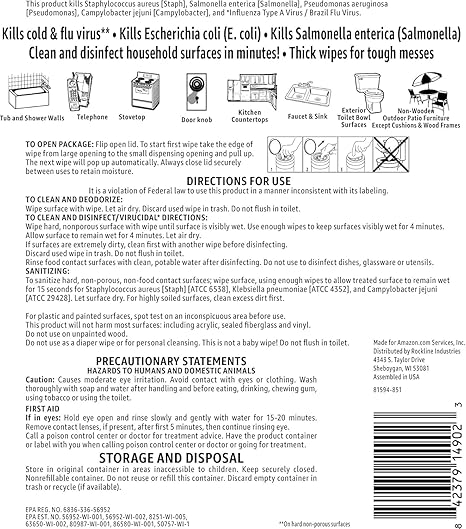 This product kills Staphylococcus aureus [Staph], Salmonella enterica [Salmonella], Pseudomonas aeruginosa
[Pseudomonas], Campylobacter jejuni [Campylobacter], and *Influenza Type A Virus / Brazil Flu Virus.
Kills cold & flu virus** • Kills Escherichia coli (E. coli) • Kills Salmonella enterica (Salmonella)
Clean and disinfect household surfaces in minutes! • Thick wipes for tough messes
Tub and Shower Walls
Telephone
Stovetop
Door knob
Kitchen
Countertops
Faucet & Sink
Exterior
Toilet Bowl
Surfaces
Non-Wooden
Outdoor Patio Furniture
Except Cushions & Wood Frames
TO OPEN PACKAGE: Flip open lid. To start first wipe take the edge of
wipe from large opening to the small dispensing opening and pull up.
The next wipe will pop up automatically. Always close lid securely
between uses to retain moisture.
1
2
3
DIRECTIONS FOR USE
It is a violation of Federal law to use this product in a manner inconsistent with its labeling.
TO CLEAN AND DEODORIZE:
Wipe surface with wipe. Let air dry. Discard used wipe in trash. Do not flush in toilet.
TO CLEAN AND DISINFECT/VIRUCIDAL* DIRECTIONS:
Wipe hard, nonporous surface with wipe until surface is visibly wet. Use enough wipes to keep surfaces visibly wet for 4 minutes.
Allow surface to remain wet for 4 minutes. Let air dry.
If surfaces are extremely dirty, clean first with another wipe before disinfecting.
Discard used wipe in trash. Do not flush in toilet.
Rinse food contact surfaces with clean, potable water after disinfecting. Do not use to disinfect dishes, glassware or utensils.
SANITIZING:
To sanitize hard, non-porous, non-food contact surfaces; wipe surface, using enough wipes to allow treated surface to remain wet
for 15 seconds for Staphylococcus aureus [Staph] [ATCC 6538], Klebsiella pneumoniae [ATCC 4352], and Campylobacter jejuni
[ATCC 29428]. Let surface dry. For highly soiled surfaces, clean excess dirt first.
For plastic and painted surfaces, spot test on an inconspicuous area before use.
This product will not harm most surfaces: including acrylic, sealed fiberglass and vinyl.
Do not use on unpainted wood.
Do not use as a diaper wipe or for personal cleansing. This is not a baby wipe! Do not flush in toilet.
PRECAUTIONARY STATEMENTS
HAZARDS TO HUMANS AND DOMESTIC ANIMALS
Caution: Causes moderate eye irritation. Avoid contact with eyes or clothing. Wash
thoroughly with soap and water after handling and before eating, drinking, chewing gum,
using tobacco or using the toilet.
FIRST AID
If in eyes: Hold eye open and rinse slowly and gently with water for 15-20 minutes.
Remove contact lenses, if present, after first 5 minutes, then continue rinsing eye.
Call a poison control center or doctor for treatment advice. Have the product container
or label with you when calling poison control center or doctor or going for treatment.
STORAGE AND DISPOSAL
Store in original container in areas inaccessible to children. Keep securely closed.
Nonrefillable container. Do not reuse or refill this container. Discard empty container in
trash or recycle (if available).
EPA REG. NO. 6836-336-56952
EPA EST. NO. 56952-WI-001, 56952-WI-002, 8251-WI-005,
63650-WI-002, 80987-WI-001, 86580-WI-001, 50757-WI-1
**On hard non-porous surfaces
Made for Amazon.com Services, Inc.
Distributed by Rockline Industries
4343 S. Taylor Drive
Sheboygan, WI 53081
Assembled in USA
81594-851
8 42379 14902 3